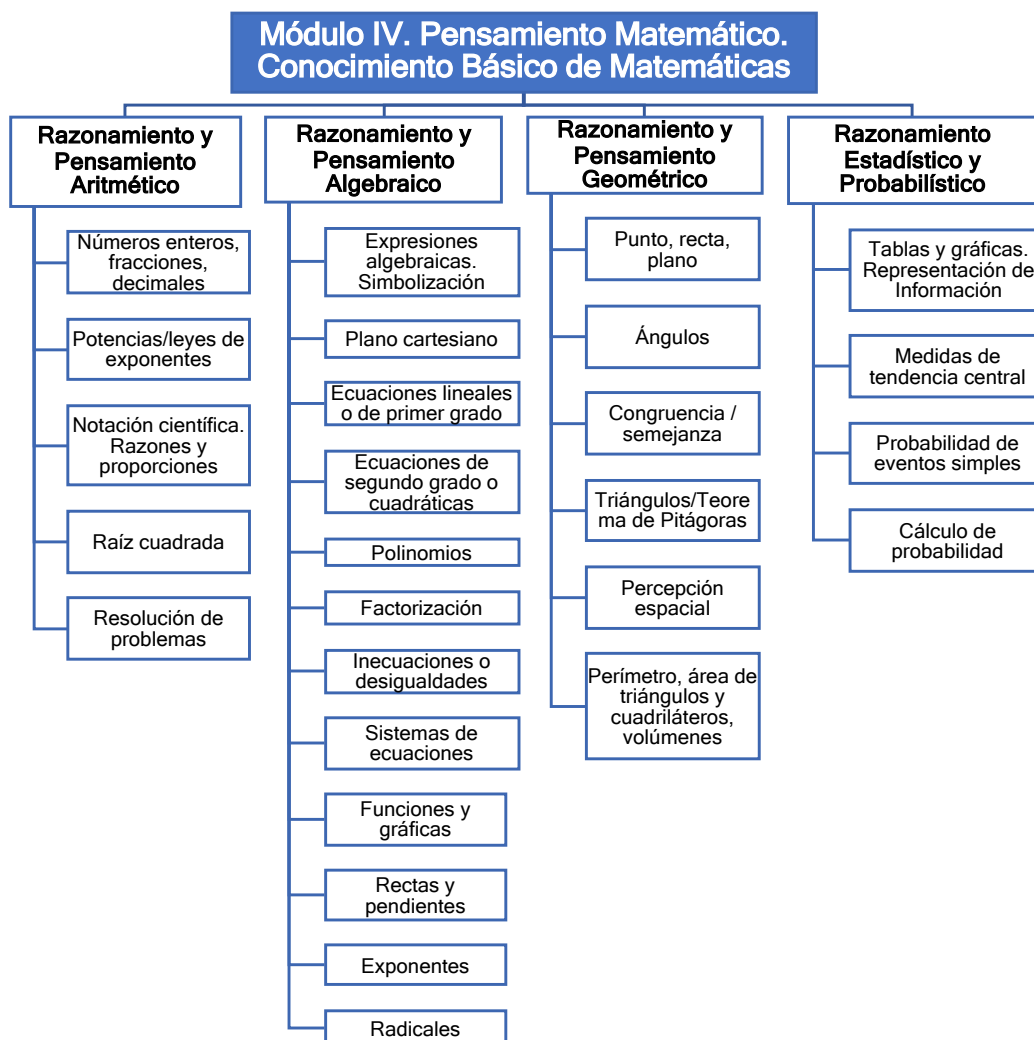 Módulo IV. Pensamiento Matemático.
Conocimiento Básico de Matemáticas
Razonamiento y
Pensamiento
Aritmético
Números enteros,
fracciones,
decimales
Potencias/leyes de
exponentes
Notación científica.
Razones y
proporciones
Raíz cuadrada
Resolución de
problemas
Razonamiento y
Pensamiento
Algebraico
Expresiones
algebraicas.
Simbolización
Plano cartesiano
Ecuaciones lineales
o de primer grado
Ecuaciones de
segundo grado o
cuadráticas
Polinomios
Factorización
Inecuaciones o
desigualdades
Sistemas de
ecuaciones
Funciones y
gráficas
Rectas y
pendientes
Exponentes
Radicales
Razonamiento y
Pensamiento
Geométrico
Punto, recta,
plano
Ángulos
Congruencia /
semejanza
Triángulos/Teore
ma de Pitágoras
Percepción
espacial
Perímetro, área de
triángulos y
cuadriláteros,
volúmenes
Razonamiento
Estadístico y
Probabilístico
Tablas y gráficas.
Representación de
Información
Medidas de
tendencia central
Probabilidad de
eventos simples
Cálculo de
probabilidad